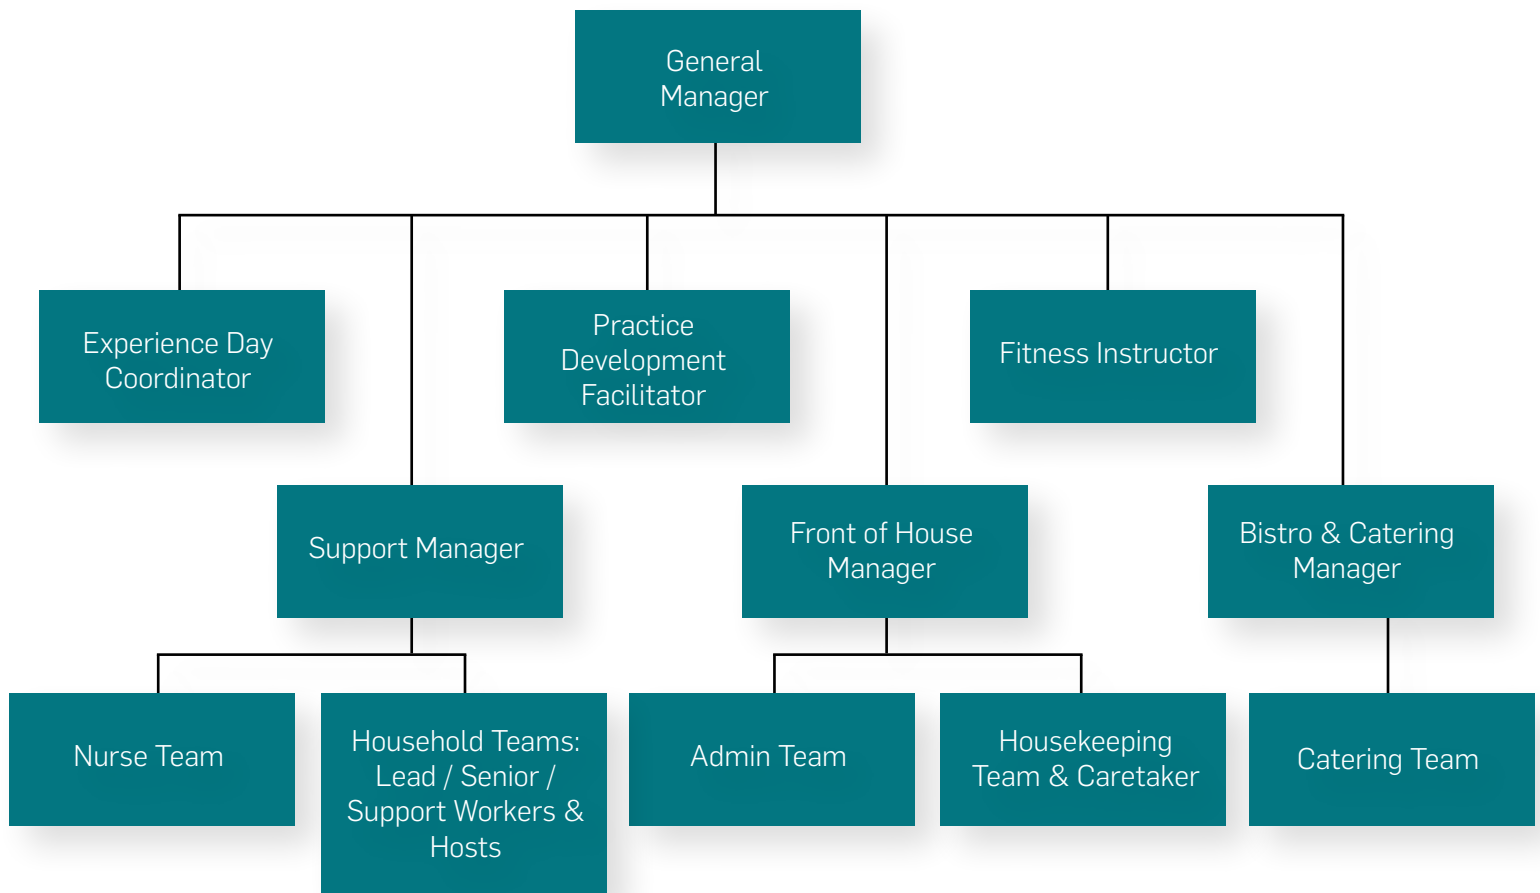 General
Manager
Experience Day
Coordinator
Practice
Development
Facilitator
Fitness Instructor
Support Manager
Front of House
Manager
Bistro & Catering
Manager
Nurse Team
Household Teams:
Lead / Senior /
Support Workers &
Hosts
Admin Team
Housekeeping
Team & Caretaker
Catering Team